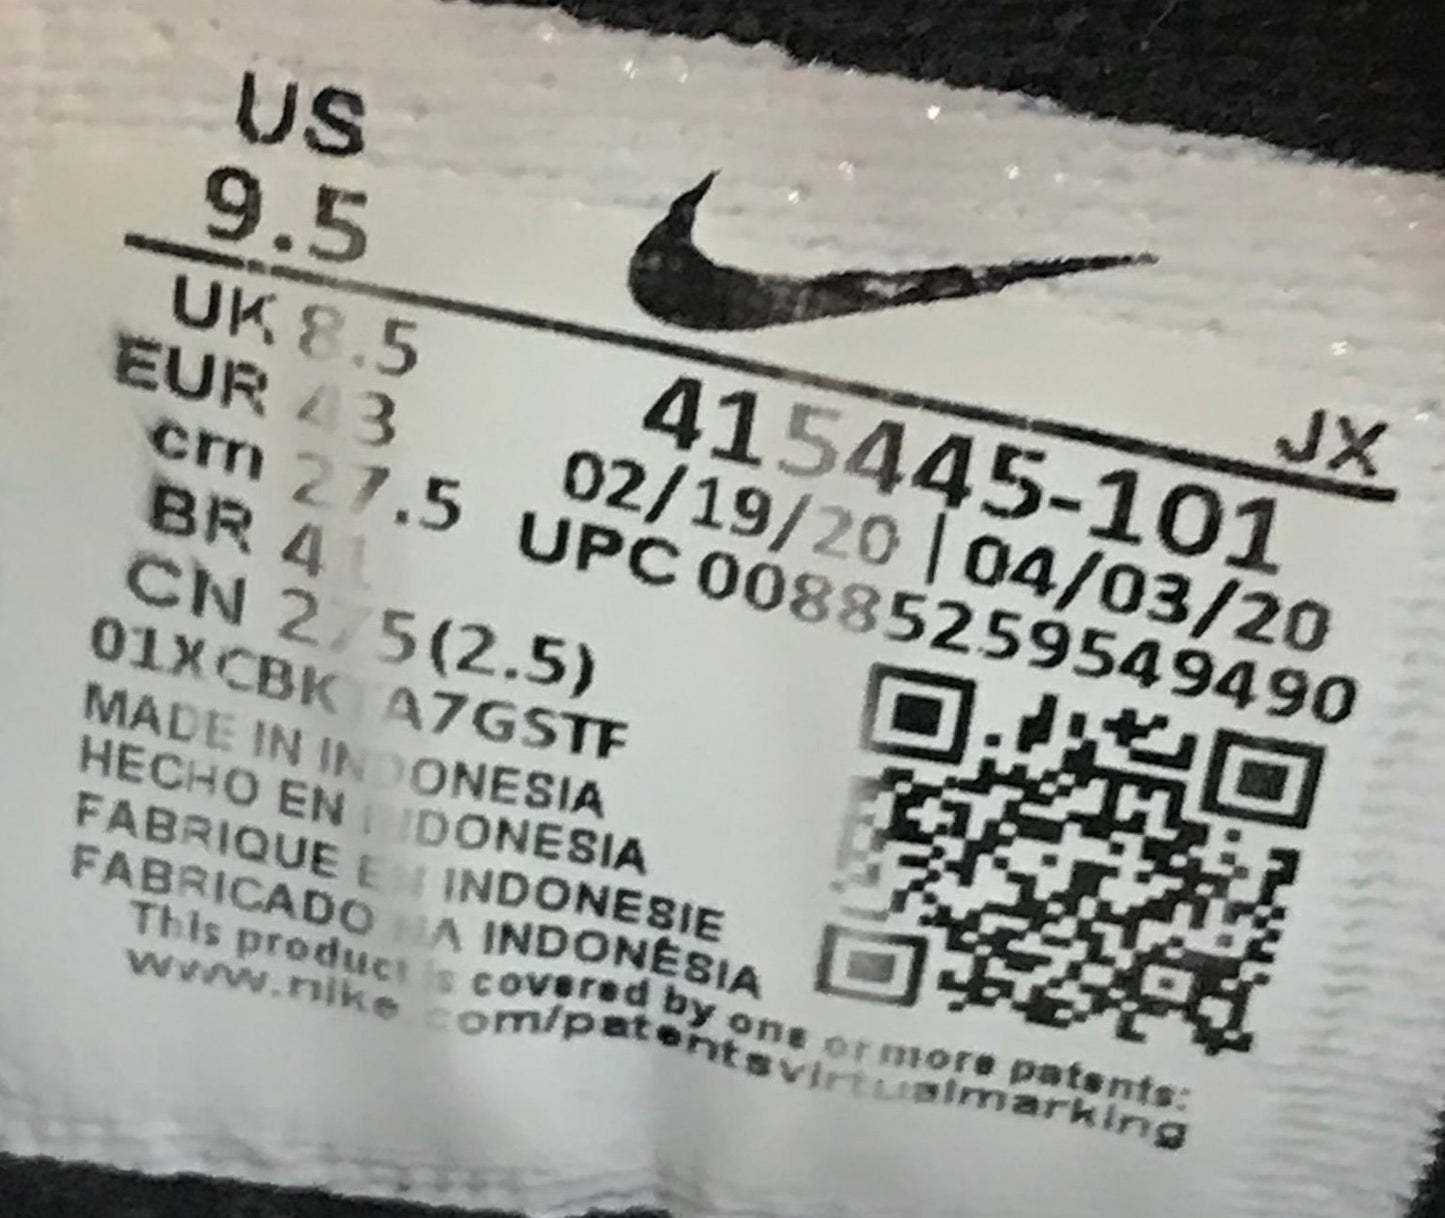 US
9.5
JX
UK 8.5
EUR 43
cm 27.5
BR 41
CN 275(2.5)
415445-101
02/19/20 | 04/03/20
UPC 00885259549490
MADE IN INDONESIA
HECHO EN INDONESIA
FABRIQUE EN INDONESIE
FABRICADO NA INDONÉSIA
This product is covered by one or more patents:
www.nike.com/patentsvirtualmarking